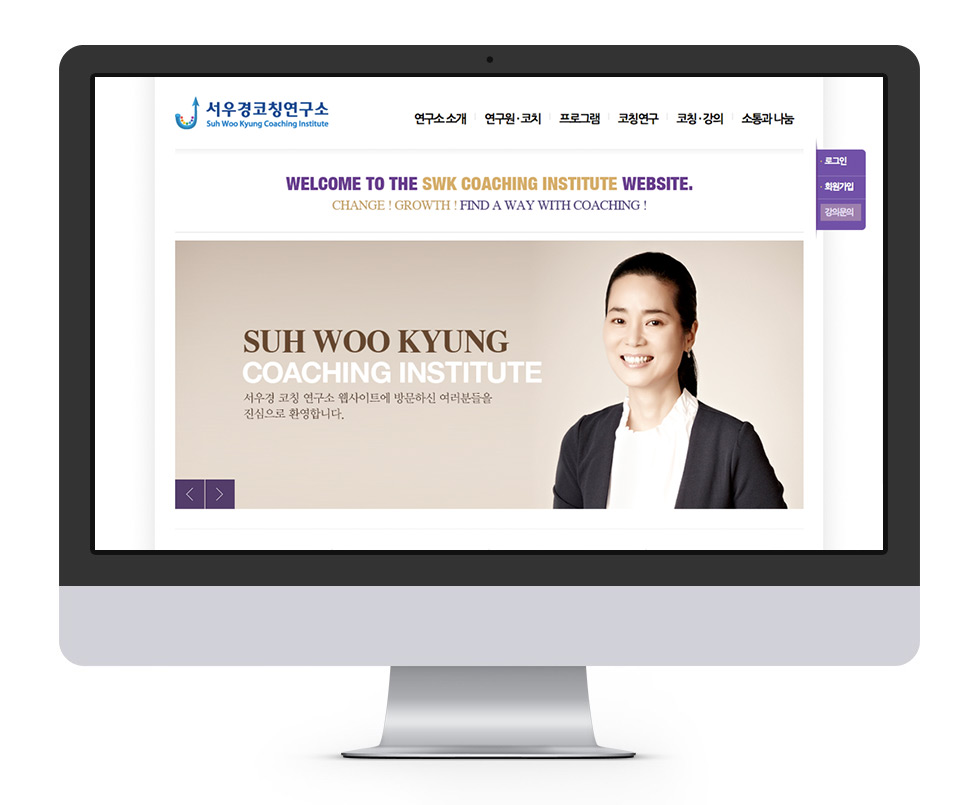 서우경코칭연구소
Suh Woo Kyung Coaching Institute
연구소 소개 연구원·코치 프로그램 코칭연구 코칭·강의 소통과 나눔
· 로그인
· 회원가입
강의문의
WELCOME TO THE SWK COACHING INSTITUTE WEBSITE.
CHANGE ! GROWTH ! FIND A WAY WITH COACHING !
SUH WOO KYUNG
COACHING INSTITUTE
서우경 코칭 연구소 웹사이트에 방문하신 여러분들을
진심으로 환영합니다.